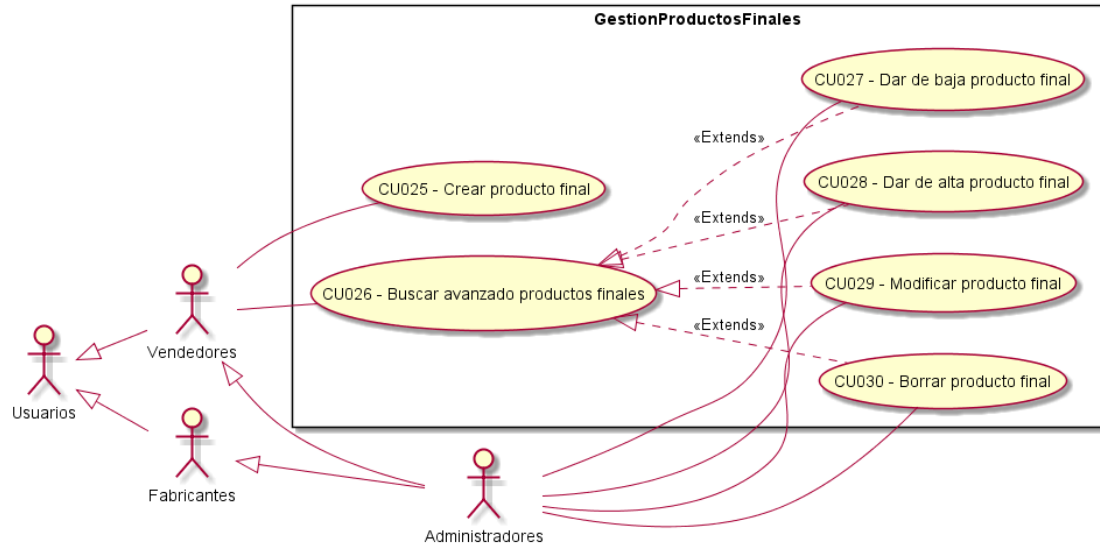 GestionProductosFinales
CU027 - Dar de baja producto final
«Extends»
CU028 - Dar de alta producto final
CU025 - Crear producto final
«Extends»
«Extends»
CU029 - Modificar producto final
CU026 - Buscar avanzado productos finales
«Extends»
Vendedores
CU030 - Borrar producto final
Usuarios
Fabricantes
Administradores